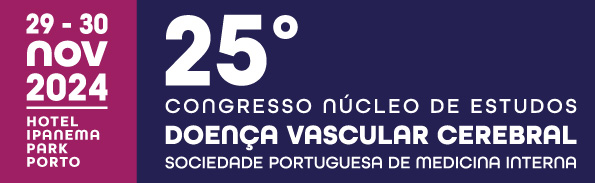 29 - 30
NOV
2024
HOTEL
IPANEMA
PARK
PORTO
25°
CONGRESSO NÚCLEO DE ESTUDOS
DOENÇA VASCULAR CEREBRAL
SOCIEDADE PORTUGUESA DE MEDICINA INTERNA